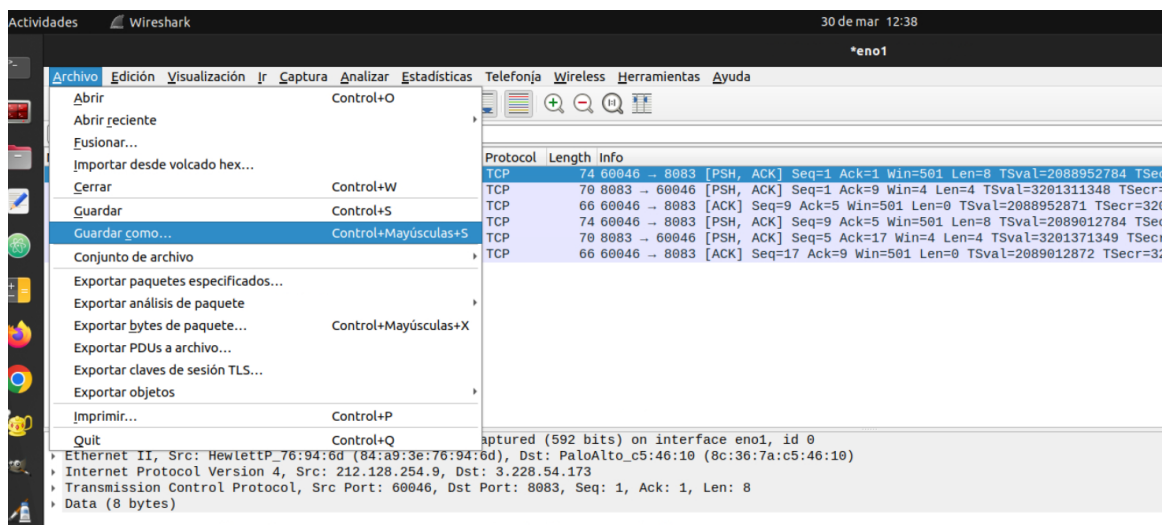 Actividades Wireshark 30 de mar 12:38
*eno1
Archivo Edición Visualización Ir Captura Analizar Estadísticas Telefonía Wireless Herramientas Ayuda
Abrir Control+O
Abrir reciente
Fusionar...
Importar desde volcado hex...
Cerrar Control+W
Guardar Control+S
Guardar como... Control+Mayúsculas+S
Conjunto de archivo
Exportar paquetes especificados...
Exportar análisis de paquete
Exportar bytes de paquete... Control+Mayúsculas+X
Exportar PDUs a archivo...
Exportar claves de sesión TLS...
Exportar objetos
Imprimir... Control+P
Quit Control+Q
Protocol Length Info
TCP 74 60046 → 8083 [PSH, ACK] Seq=1 Ack=1 Win=501 Len=8 TSval=2088952784 TSec
TCP 70 8083 → 60046 [PSH, ACK] Seq=1 Ack=9 Win=4 Len=4 TSval=3201311348 TSecr=
TCP 66 60046 → 8083 [ACK] Seq=9 Ack=5 Win=501 Len=0 TSval=2088952871 TSecr=320
TCP 74 60046 → 8083 [PSH, ACK] Seq=9 Ack=5 Win=501 Len=8 TSval=2089012784 TSec
TCP 70 8083 → 60046 [PSH, ACK] Seq=5 Ack=17 Win=4 Len=4 TSval=3201371349 TSecr
TCP 66 60046 → 8083 [ACK] Seq=17 Ack=9 Win=501 Len=0 TSval=2089012872 TSecr=32
aptured (592 bits) on interface eno1, id 0
Ethernet II, Src: HewlettP_76:94:6d (84:a9:3e:76:94:6d), Dst: PaloAlto_c5:46:10 (8c:36:7a:c5:46:10)
Internet Protocol Version 4, Src: 212.128.254.9, Dst: 3.228.54.173
Transmission Control Protocol, Src Port: 60046, Dst Port: 8083, Seq: 1, Ack: 1, Len: 8
Data (8 bytes)